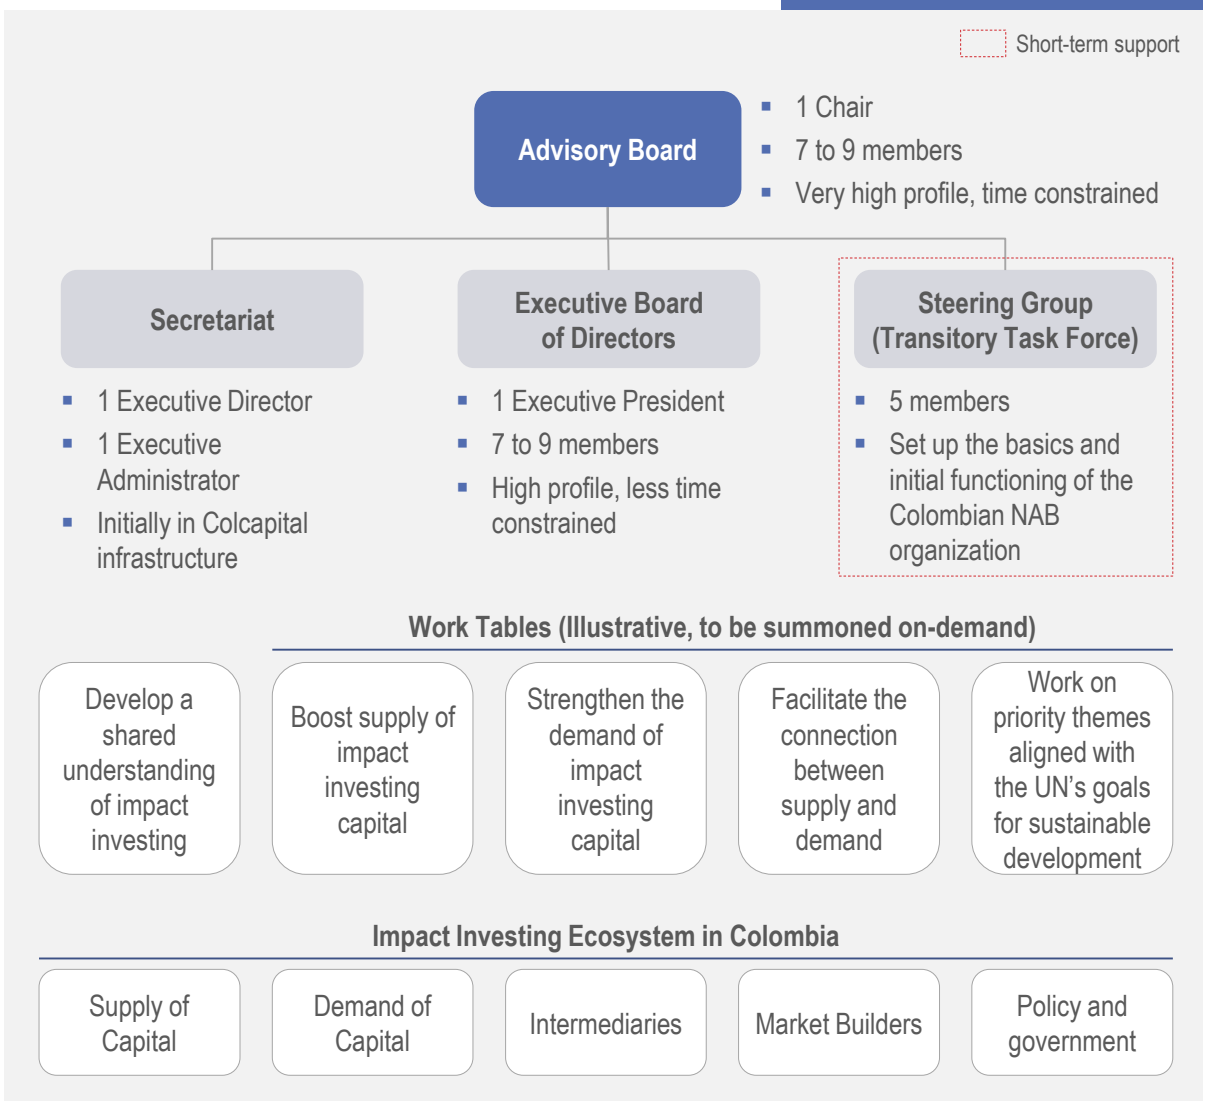 Short-term support
Advisory Board
▪ 1 Chair
▪ 7 to 9 members
▪ Very high profile, time constrained
Secretariat
▪ 1 Executive Director
▪ 1 Executive
Administrator
▪ Initially in Colcapital
infrastructure
Executive Board
of Directors
▪ 1 Executive President
▪ 7 to 9 members
▪ High profile, less time
constrained
Steering Group
(Transitory Task Force)
▪ 5 members
▪ Set up the basics and
initial functioning of the
Colombian NAB
organization
Work Tables (Illustrative, to be summoned on-demand)
Develop a
shared
understanding
of impact
investing
Boost supply of
impact
investing
capital
Strengthen the
demand of
impact
investing
capital
Facilitate the
connection
between
supply and
demand
Work on
priority themes
aligned with
the UN’s goals
for sustainable
development
Impact Investing Ecosystem in Colombia
Supply of
Capital
Demand of
Capital
Intermediaries
Market Builders
Policy and
government